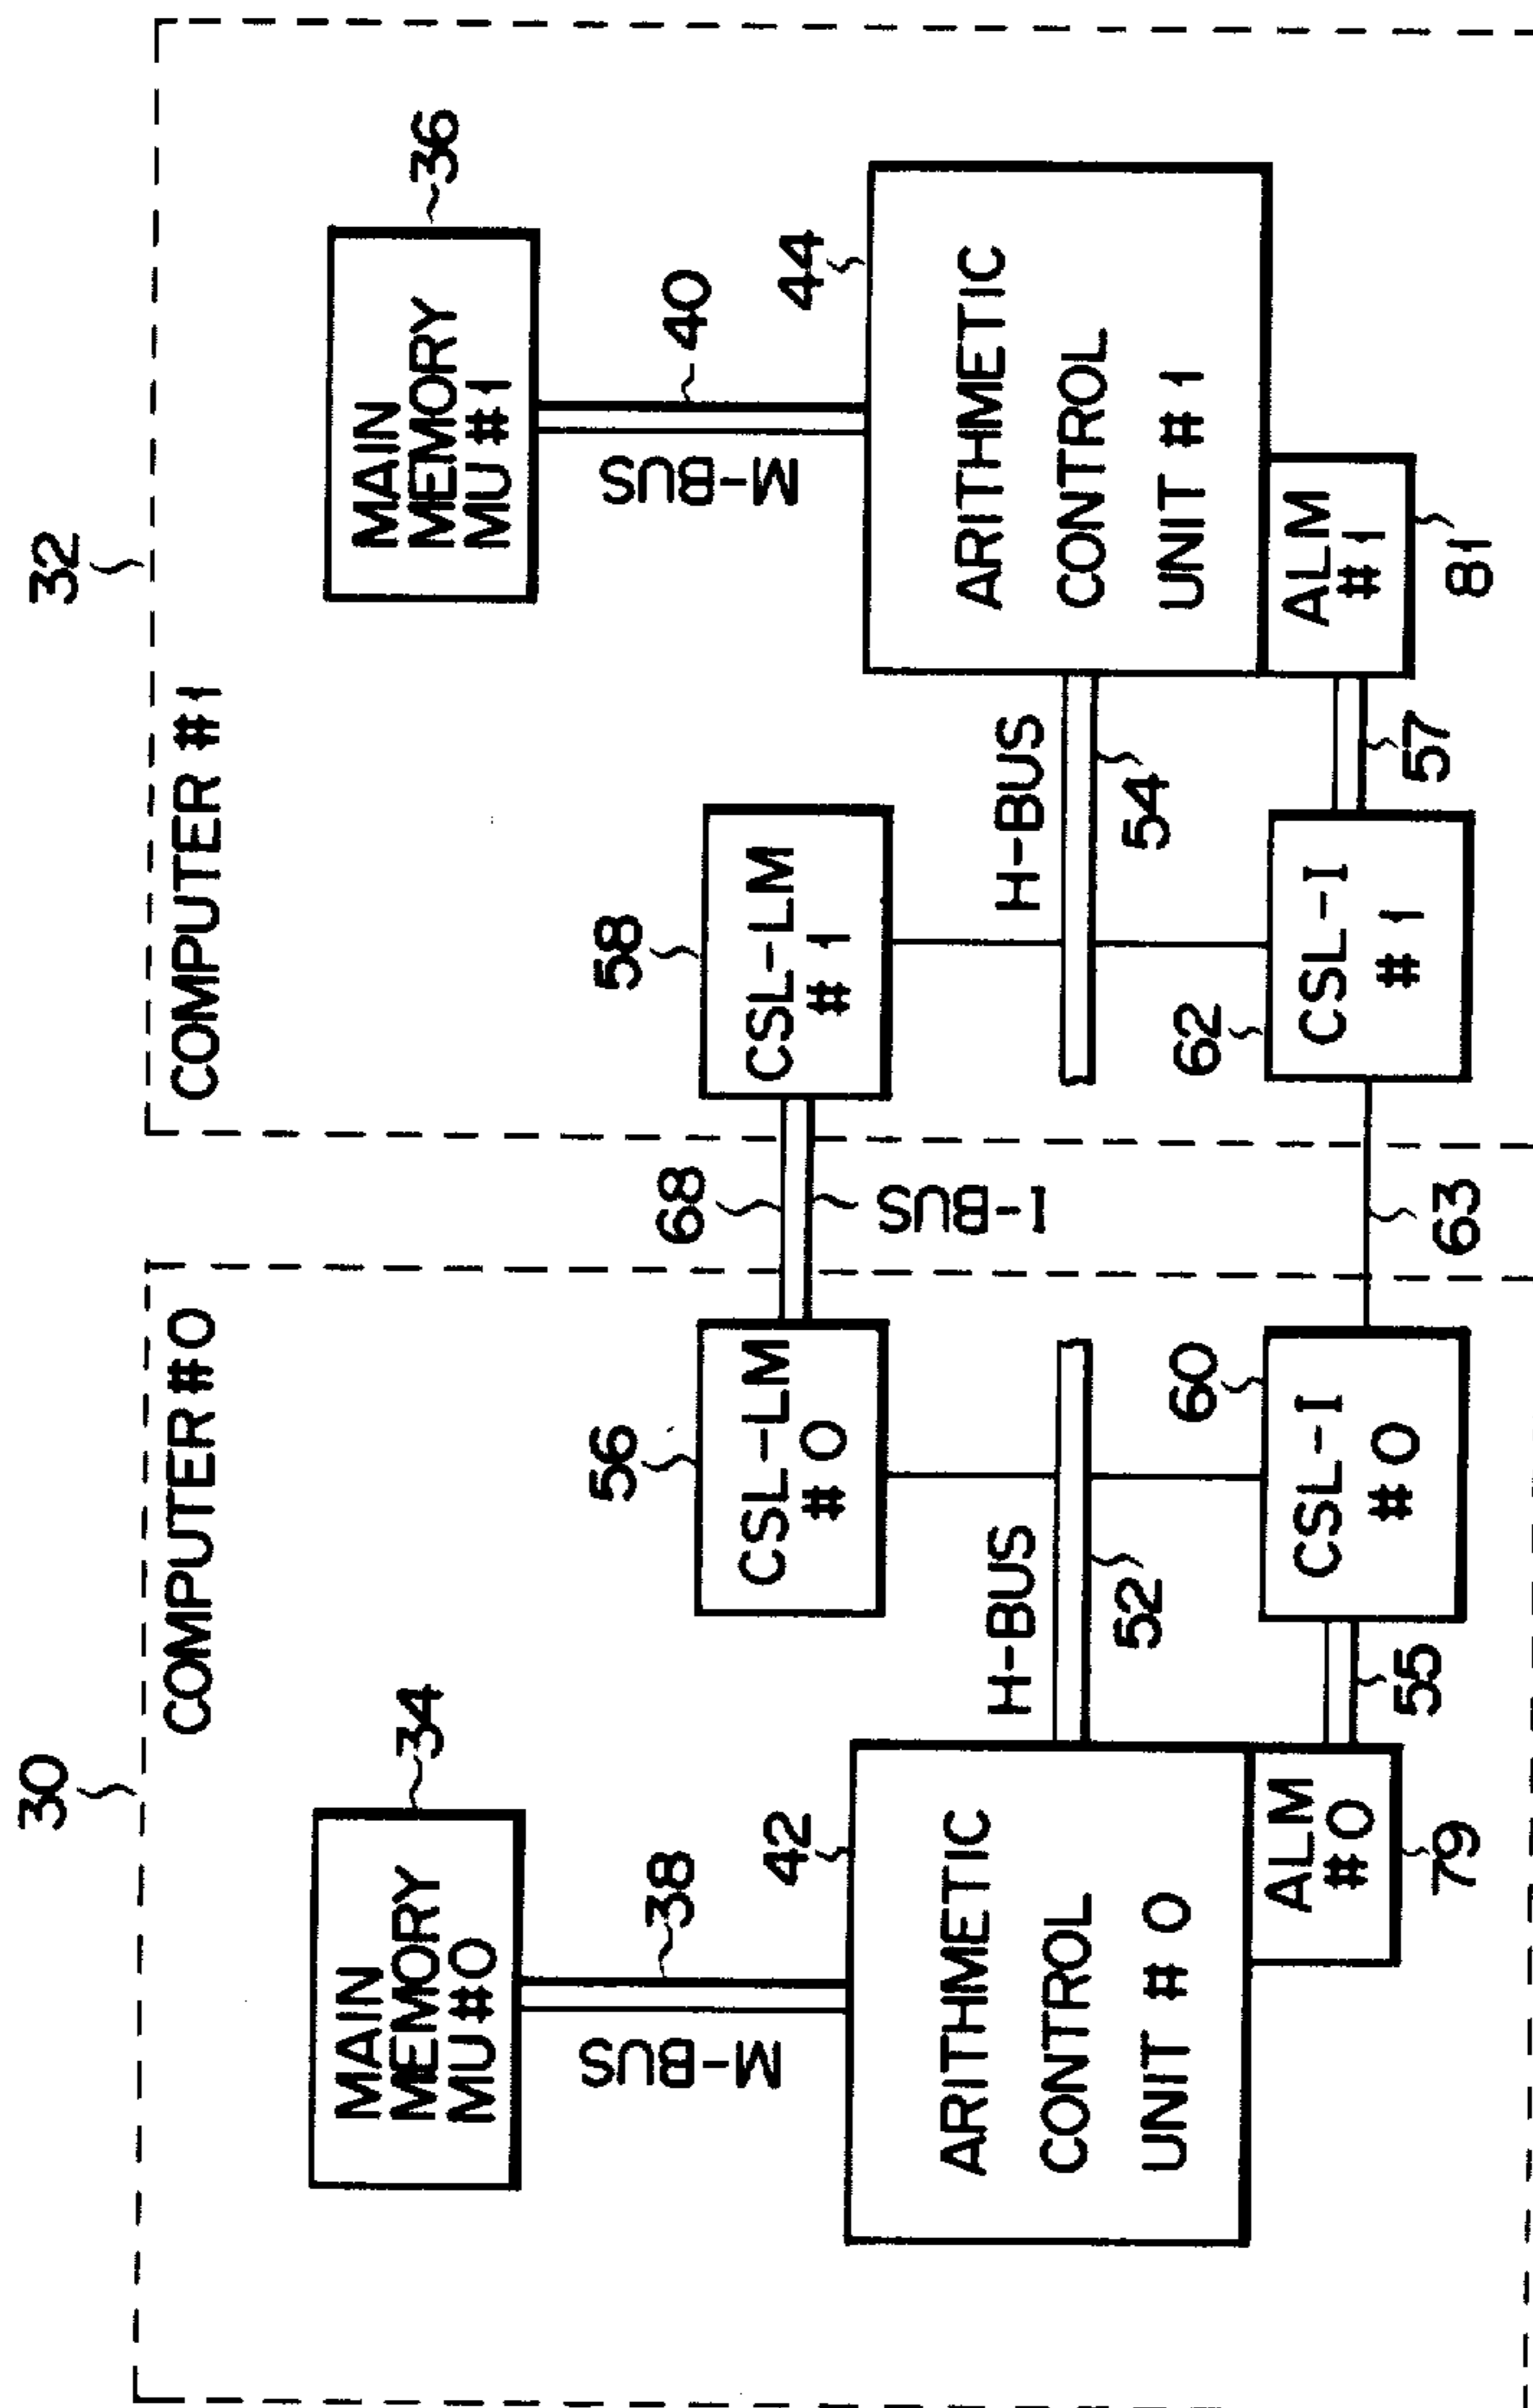 30
32
COMPUTER #0
COMPUTER #1
34
36
MAIN
MEMORY
MU #0
MAIN
MEMORY
MU #1
M-BUS
38
M-BUS
40
42
44
56
68
58
CSL-LM
# 0
CSL-LM
# 1
I-BUS
ARITHMETIC
CONTROL
UNIT # 0
ARITHMETIC
CONTROL
UNIT # 1
H-BUS
H-BUS
52
54
60
62
ALM
# 0
CSL-I
# 0
CSL-I
# 1
ALM
# 1
79
55
63
57
81